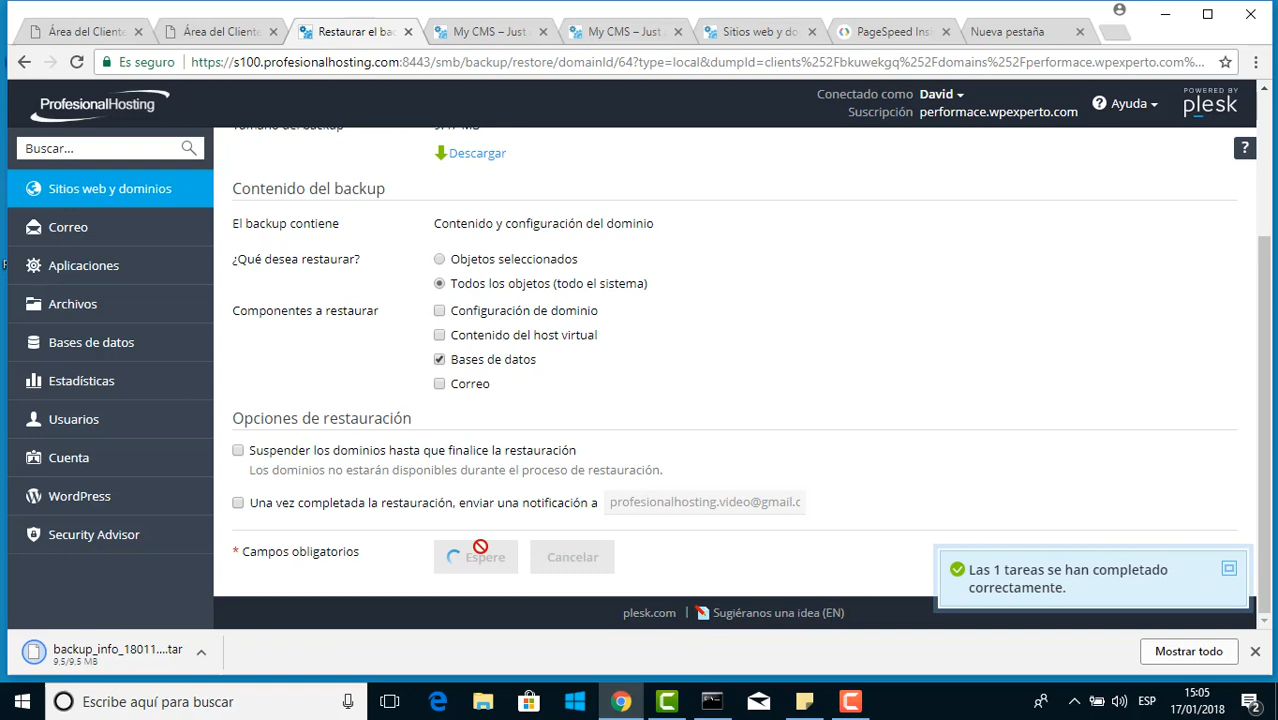 Área del Cliente
Área del Cliente
Restaurar el bac
My CMS – Just
My CMS – Just
Sitios web y do
PageSpeed Insi
Nueva pestaña
Es seguro
https://s100.profesionalhosting.com:8443/smb/backup/restore/domainId/64?type=local&dumpId=clients%252Fbkuwekgq%252Fdomains%252Fperformace.wpexperto.com%...
ProfesionalHosting
Conectado como David
Suscripción performace.wpexperto.com
Ayuda
POWERED BY
plesk
Buscar...
Sitios web y dominios
Correo
Aplicaciones
Archivos
Bases de datos
Estadísticas
Usuarios
Cuenta
WordPress
Security Advisor
?
Descargar
Contenido del backup
El backup contiene Contenido y configuración del dominio
¿Qué desea restaurar? Objetos seleccionados
Todos los objetos (todo el sistema)
Componentes a restaurar Configuración de dominio
Contenido del host virtual
Bases de datos
Correo
Opciones de restauración
Suspender los dominios hasta que finalice la restauración
Los dominios no estarán disponibles durante el proceso de restauración.
Una vez completada la restauración, enviar una notificación a profesionalhosting.video@gmail.c
* Campos obligatorios
Espere
Cancelar
Las 1 tareas se han completado
correctamente.
plesk.com | Sugiéranos una idea (EN)
backup_info_18011....tar
9.5/9.5 MB
Mostrar todo
Escribe aquí para buscar
ESP
15:05
17/01/2018
2